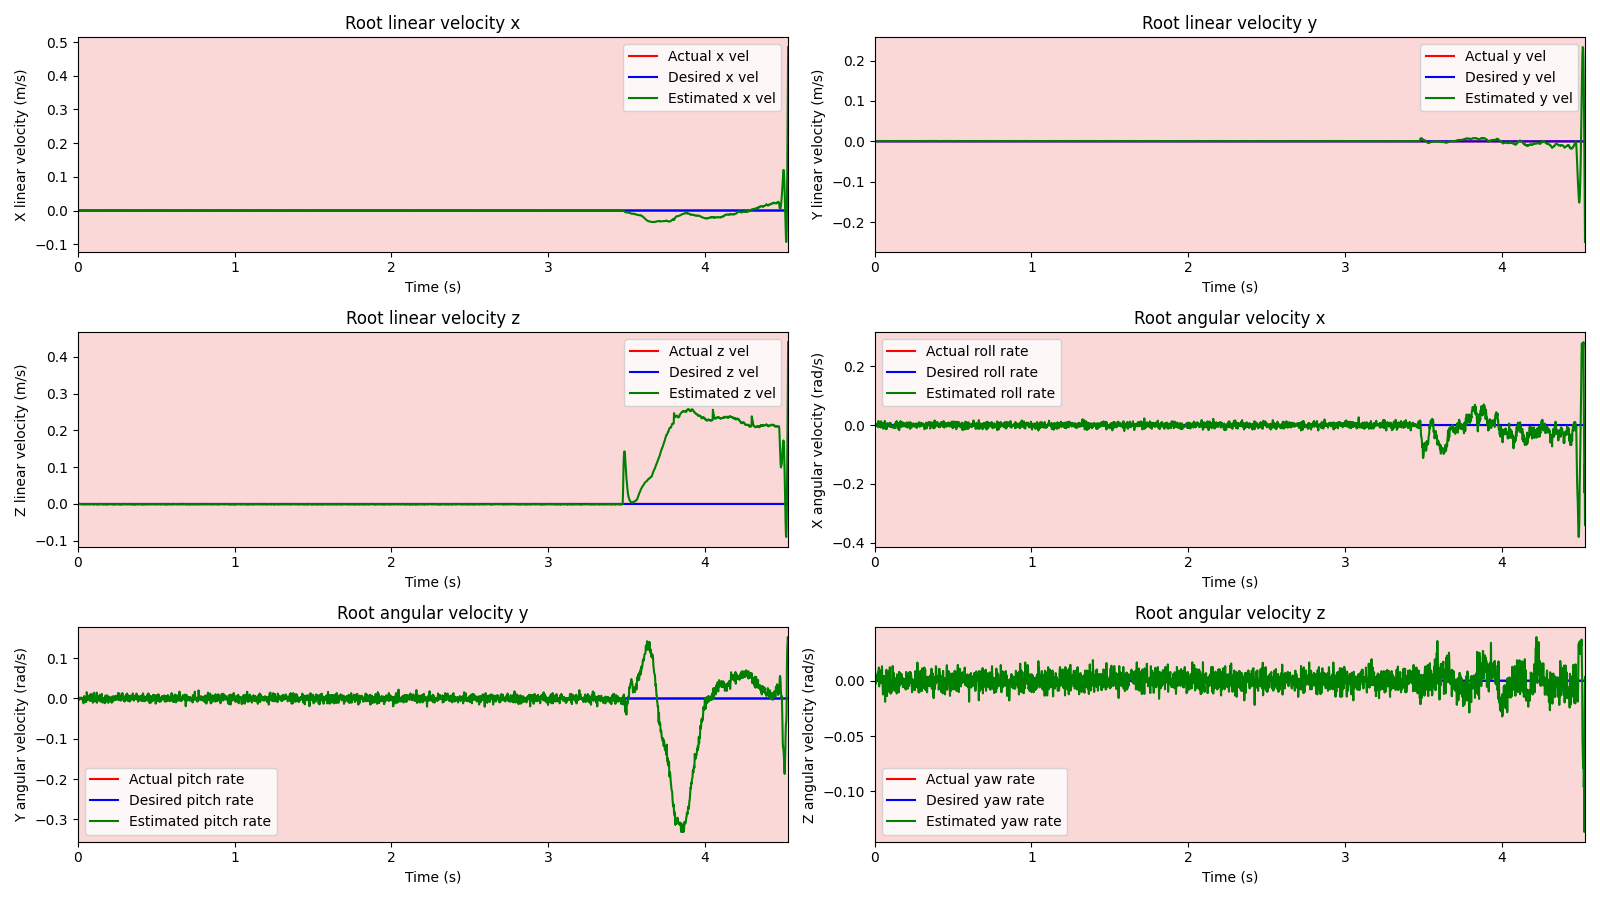 Root linear velocity x
X linear velocity (m/s)
0.5
0.4
0.3
0.2
0.1
0.0
−0.1
Actual x vel
Desired x vel
Estimated x vel
0 1 2 3 4
Time (s)
Root linear velocity y
Y linear velocity (m/s)
0.2
0.1
0.0
−0.1
−0.2
Actual y vel
Desired y vel
Estimated y vel
0 1 2 3 4
Time (s)
Root linear velocity z
Z linear velocity (m/s)
0.4
0.3
0.2
0.1
0.0
−0.1
Actual z vel
Desired z vel
Estimated z vel
0 1 2 3 4
Time (s)
Root angular velocity x
X angular velocity (rad/s)
0.2
0.0
−0.2
−0.4
Actual roll rate
Desired roll rate
Estimated roll rate
0 1 2 3 4
Time (s)
Root angular velocity y
Y angular velocity (rad/s)
0.1
0.0
−0.1
−0.2
−0.3
Actual pitch rate
Desired pitch rate
Estimated pitch rate
0 1 2 3 4
Time (s)
Root angular velocity z
Z angular velocity (rad/s)
0.00
−0.05
−0.10
Actual yaw rate
Desired yaw rate
Estimated yaw rate
0 1 2 3 4
Time (s)